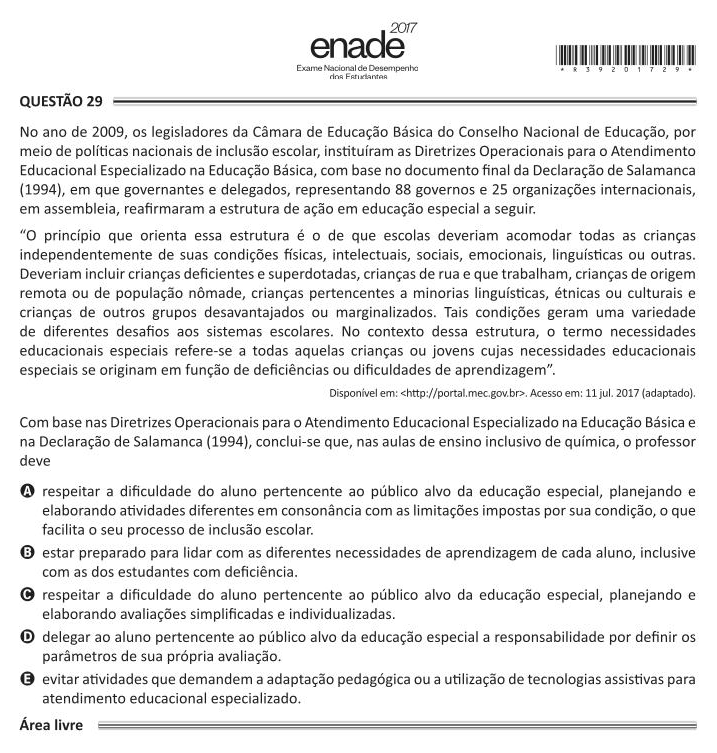 2017
enade
Exame Nacional de Desempenho
dos Estudantes
* R 3 9 2 0 1 7 2 9 *
QUESTÃO 29
No ano de 2009, os legisladores da Câmara de Educação Básica do Conselho Nacional de Educação, por
meio de políticas nacionais de inclusão escolar, instituíram as Diretrizes Operacionais para o Atendimento
Educacional Especializado na Educação Básica, com base no documento final da Declaração de Salamanca
(1994), em que governantes e delegados, representando 88 governos e 25 organizações internacionais,
em assembleia, reafirmaram a estrutura de ação em educação especial a seguir.
“O princípio que orienta essa estrutura é o de que escolas deveriam acomodar todas as crianças
independentemente de suas condições físicas, intelectuais, sociais, emocionais, linguísticas ou outras.
Deveriam incluir crianças deficientes e superdotadas, crianças de rua e que trabalham, crianças de origem
remota ou de população nômade, crianças pertencentes a minorias linguísticas, étnicas ou culturais e
crianças de outros grupos desavantajados ou marginalizados. Tais condições geram uma variedade
de diferentes desafios aos sistemas escolares. No contexto dessa estrutura, o termo necessidades
educacionais especiais refere-se a todas aquelas crianças ou jovens cujas necessidades educacionais
especiais se originam em função de deficiências ou dificuldades de aprendizagem”.
Disponível em: <http://portal.mec.gov.br>. Acesso em: 11 jul. 2017 (adaptado).
Com base nas Diretrizes Operacionais para o Atendimento Educacional Especializado na Educação Básica e
na Declaração de Salamanca (1994), conclui-se que, nas aulas de ensino inclusivo de química, o professor
deve
A respeitar a dificuldade do aluno pertencente ao público alvo da educação especial, planejando e
elaborando atividades diferentes em consonância com as limitações impostas por sua condição, o que
facilita o seu processo de inclusão escolar.
B estar preparado para lidar com as diferentes necessidades de aprendizagem de cada aluno, inclusive
com as dos estudantes com deficiência.
C respeitar a dificuldade do aluno pertencente ao público alvo da educação especial, planejando e
elaborando avaliações simplificadas e individualizadas.
D delegar ao aluno pertencente ao público alvo da educação especial a responsabilidade por definir os
parâmetros de sua própria avaliação.
E evitar atividades que demandem a adaptação pedagógica ou a utilização de tecnologias assistivas para
atendimento educacional especializado.
Área livre